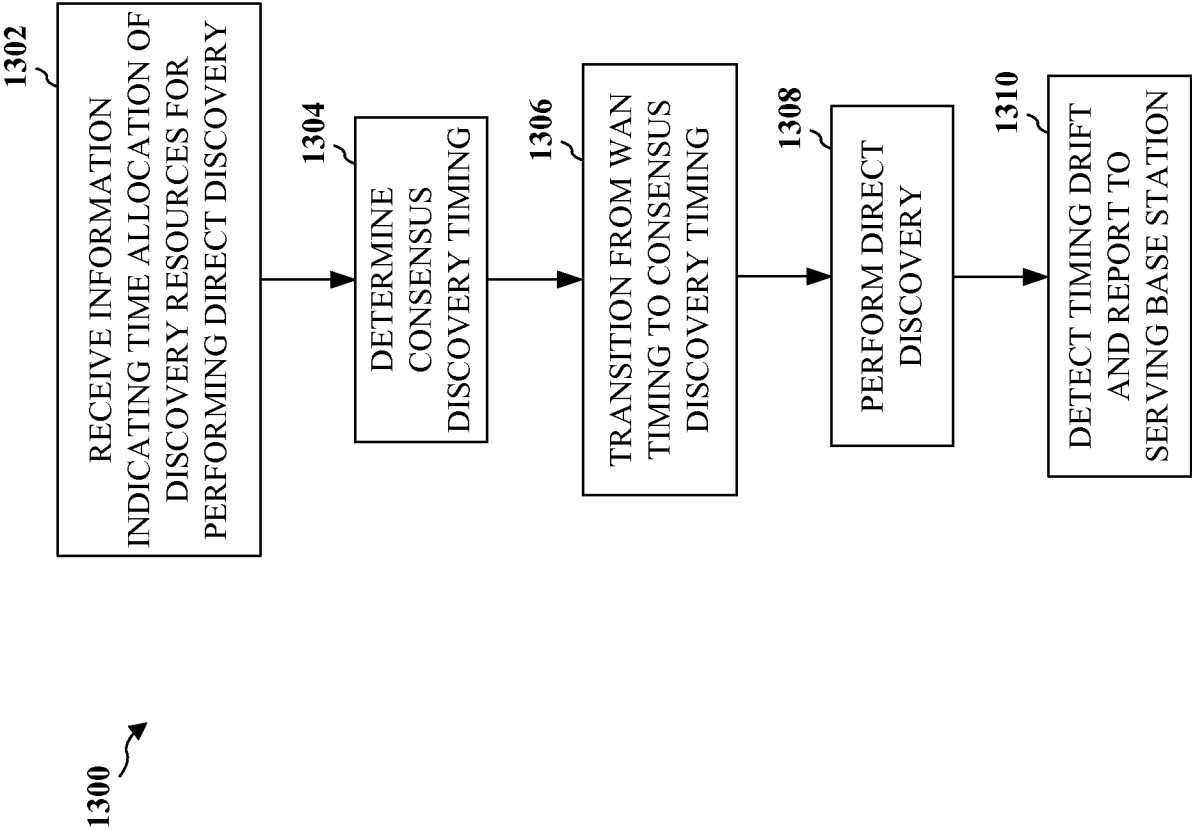 1300
1302
RECEIVE INFORMATION
INDICATING TIME ALLOCATION OF
DISCOVERY RESOURCES FOR
PERFORMING DIRECT DISCOVERY
1304
DETERMINE
CONSENSUS
DISCOVERY TIMING
1306
TRANSITION FROM WAN
TIMING TO CONSENSUS
DISCOVERY TIMING
1308
PERFORM DIRECT
DISCOVERY
1310
DETECT TIMING DRIFT
AND REPORT TO
SERVING BASE STATION